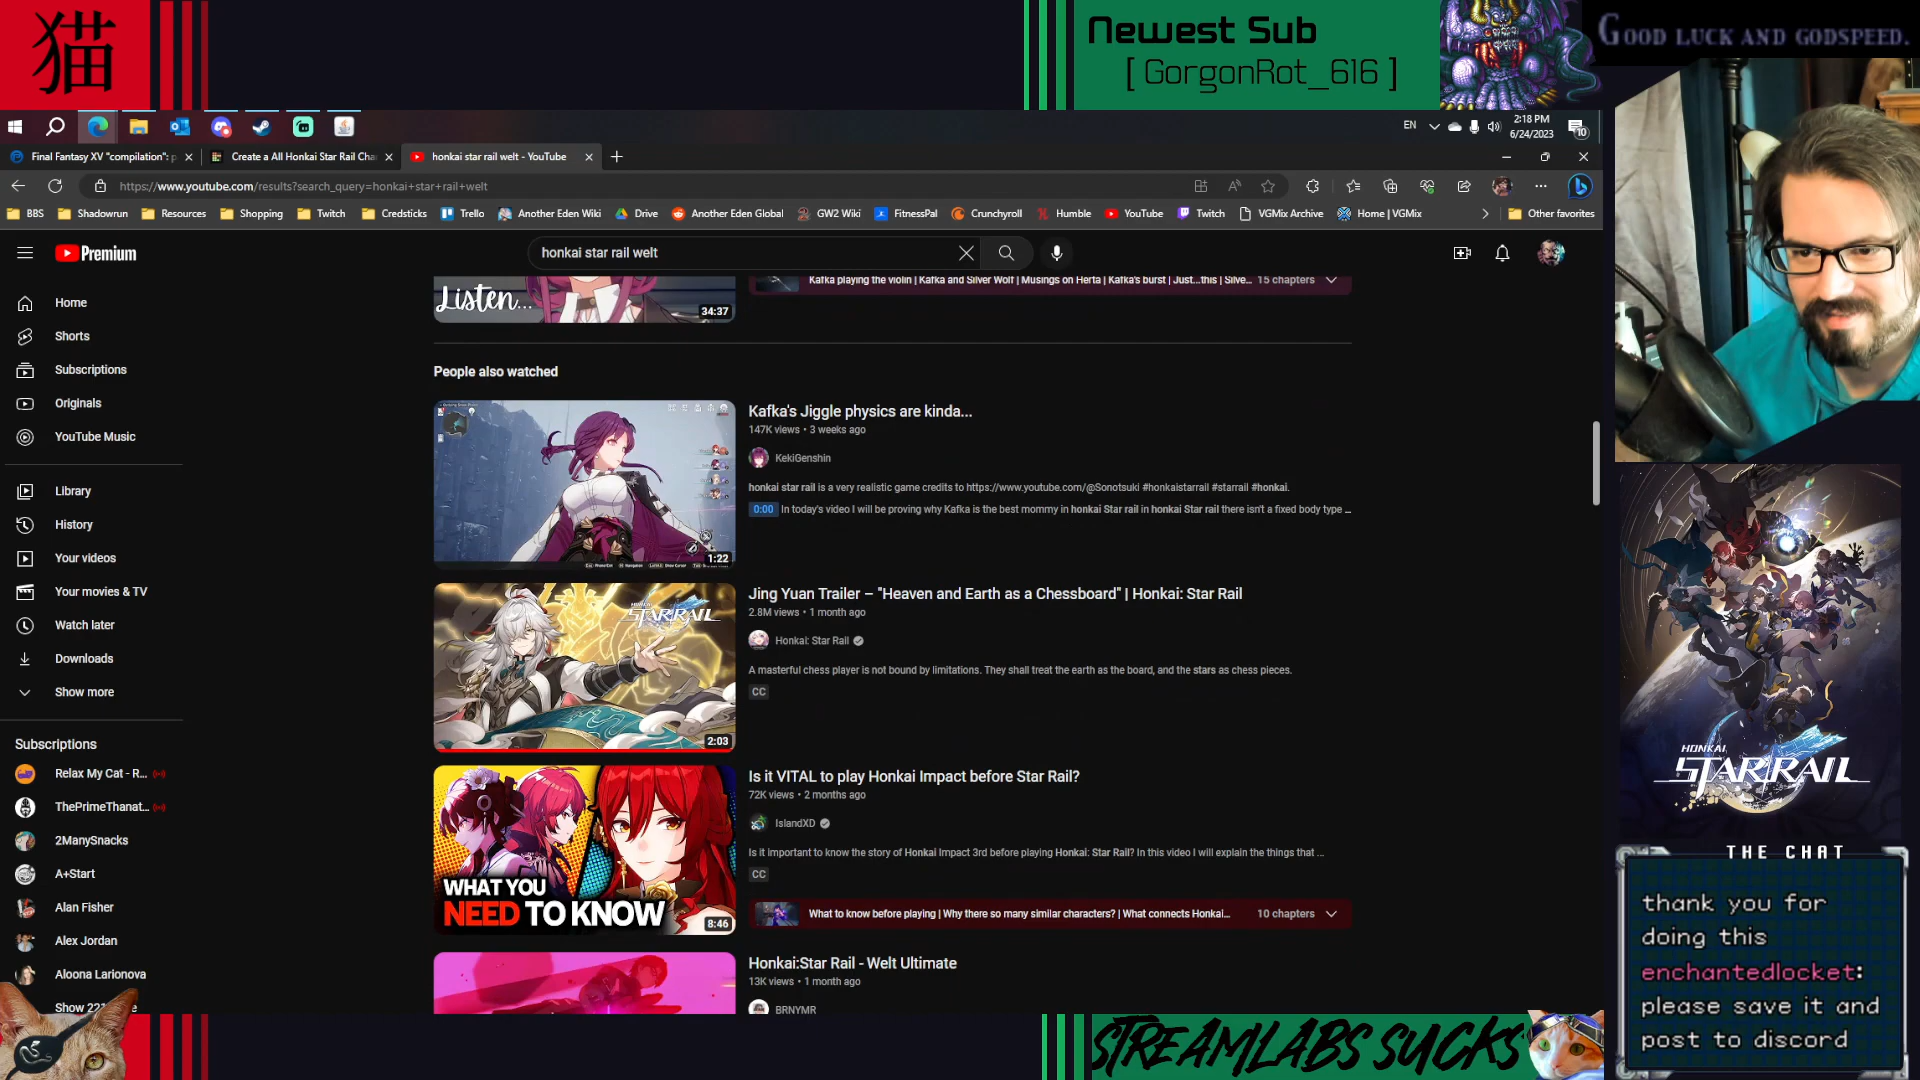 猫
Newest Sub
[ GorgonRot_616 ]
GOOD LUCK AND GODSPEED.
EN
2:18 PM
6/24/2023
10
Final Fantasy XV "compilation": p
Create a All Honkai Star Rail Cha
honkai star rail welt - YouTube
https://www.youtube.com/results?search_query=honkai+star+rail+welt
BBS
Shadowrun
Resources
Shopping
Twitch
Credsticks
Trello
Another Eden Wiki
Drive
Another Eden Global
GW2 Wiki
FitnessPal
Crunchyroll
Humble
YouTube
Twitch
VGMix Archive
Home | VGMix
Other favorites
Premium
honkai star rail welt
Home
Shorts
Subscriptions
Originals
YouTube Music
Library
History
Your videos
Your movies & TV
Watch later
Downloads
Show more
Subscriptions
Relax My Cat - R...
ThePrimeThanat...
2ManySnacks
A+Start
Alan Fisher
Alex Jordan
Aloona Larionova
Listen...
34:37
Kafka playing the violin | Kafka and Silver Wolf | Musings on Herta | Kafka's burst | Just...this | Silve...
15 chapters
People also watched
1:22
Kafka's Jiggle physics are kinda...
147K views • 3 weeks ago
KekiGenshin
honkai star rail is a very realistic game credits to https://www.youtube.com/@Sonotsuki #honkaistarrail #starrail #honkai.
0:00 In today's video I will be proving why Kafka is the best mommy in honkai Star rail in honkai Star rail there isn't a fixed body type ...
STARRAIL
2:03
Jing Yuan Trailer – "Heaven and Earth as a Chessboard" | Honkai: Star Rail
2.8M views • 1 month ago
Honkai: Star Rail
A masterful chess player is not bound by limitations. They shall treat the earth as the board, and the stars as chess pieces.
CC
WHAT YOU
NEED TO KNOW
8:46
Is it VITAL to play Honkai Impact before Star Rail?
72K views • 2 months ago
IslandXD
Is it important to know the story of Honkai Impact 3rd before playing Honkai: Star Rail? In this video I will explain the things that ...
CC
What to know before playing | Why there so many similar characters? | What connects Honkai...
10 chapters
Honkai:Star Rail - Welt Ultimate
13K views • 1 month ago
BRNYMR
HONKAI
STARRAIL
THE CHAT
thank you for
doing this
enchantedlocket:
please save it and
post to discord
STREAMLABS SUCKS